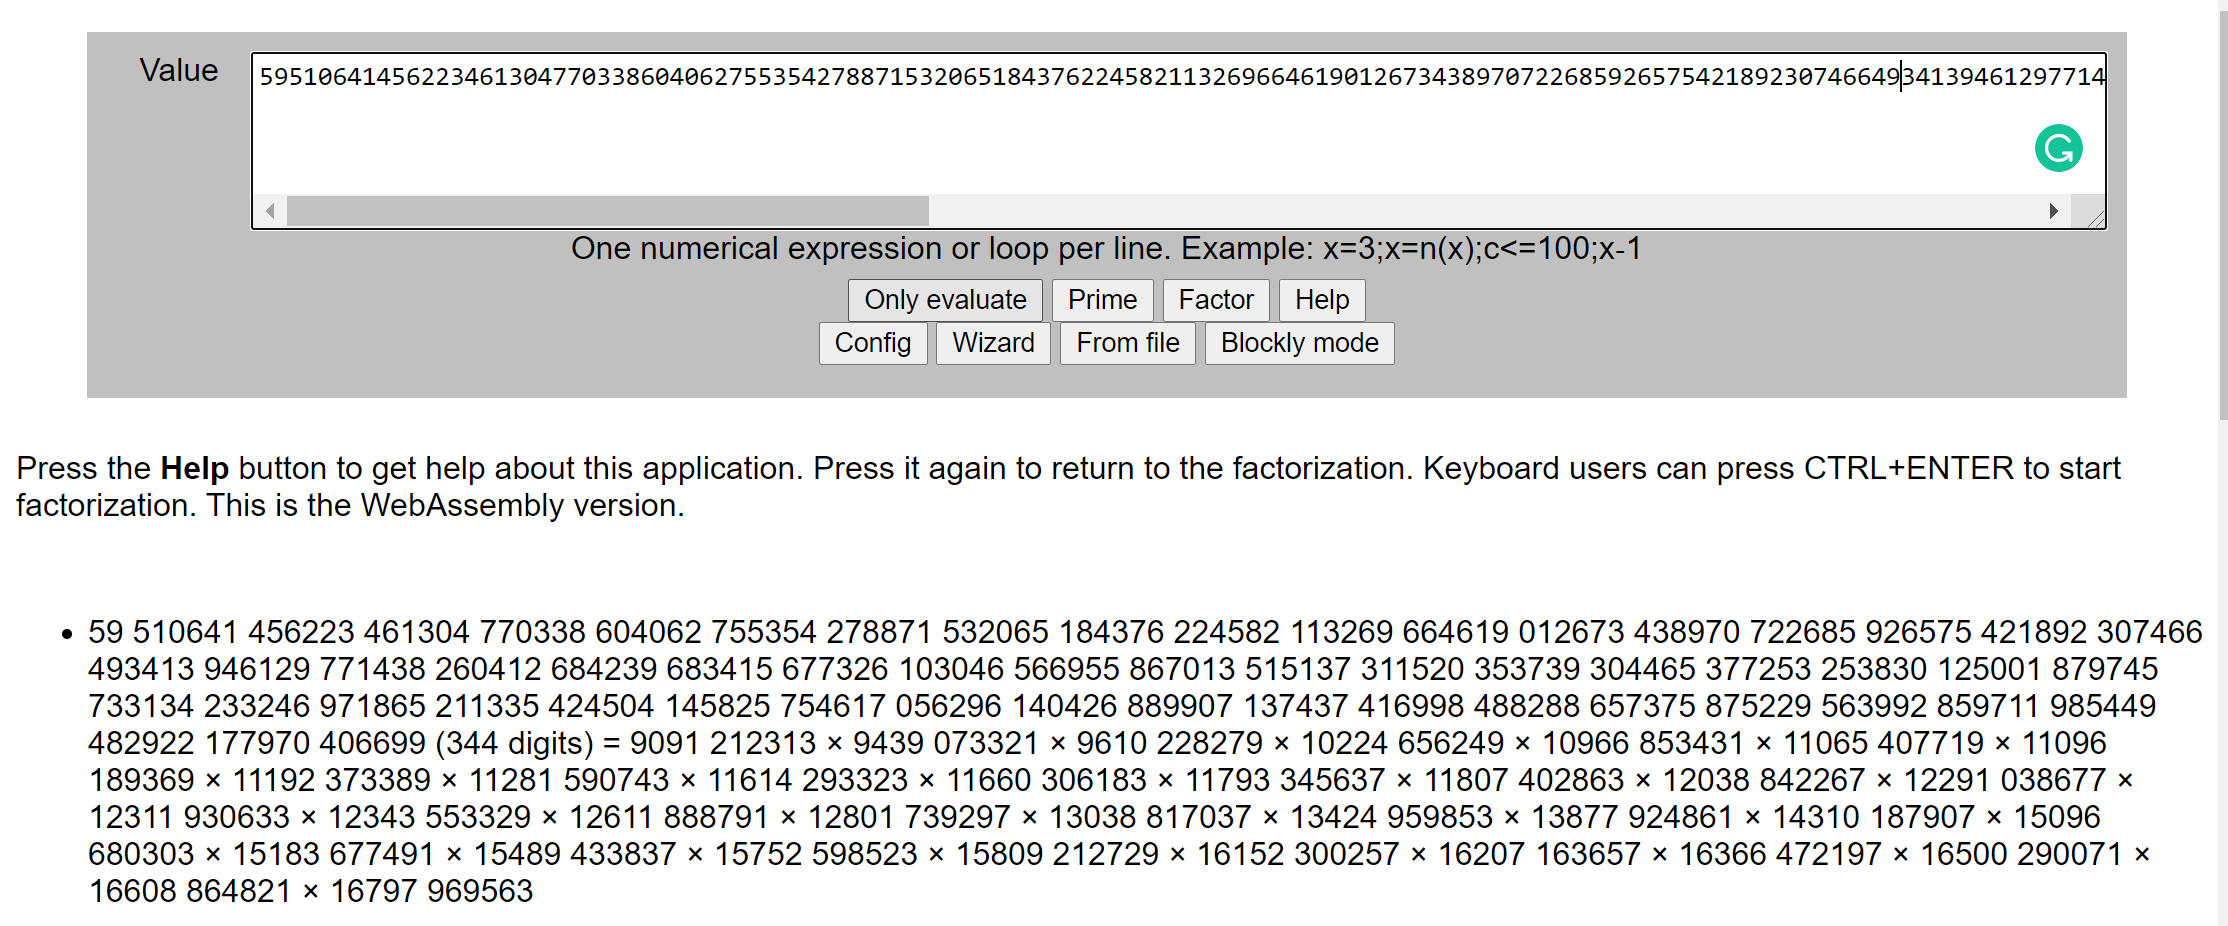 Value
59510641456223461304770338604062755354278871532065184376224582113269664619012673438970722685926575421892307466493413946129771​4
One numerical expression or loop per line. Example: x=3;x=n(x);c<=100;x-1
Only evaluate Prime Factor Help
Config Wizard From file Blockly mode
Press the Help button to get help about this application. Press it again to return to the factorization. Keyboard users can press CTRL+ENTER to start
factorization. This is the WebAssembly version.
• 59 510641 456223 461304 770338 604062 755354 278871 532065 184376 224582 113269 664619 012673 438970 722685 926575 421892 307466
493413 946129 771438 260412 684239 683415 677326 103046 566955 867013 515137 311520 353739 304465 377253 253830 125001 879745
733134 233246 971865 211335 424504 145825 754617 056296 140426 889907 137437 416998 488288 657375 875229 563992 859711 985449
482922 177970 406699 (344 digits) = 9091 212313 × 9439 073321 × 9610 228279 × 10224 656249 × 10966 853431 × 11065 407719 × 11096
189369 × 11192 373389 × 11281 590743 × 11614 293323 × 11660 306183 × 11793 345637 × 11807 402863 × 12038 842267 × 12291 038677 ×
12311 930633 × 12343 553329 × 12611 888791 × 12801 739297 × 13038 817037 × 13424 959853 × 13877 924861 × 14310 187907 × 15096
680303 × 15183 677491 × 15489 433837 × 15752 598523 × 15809 212729 × 16152 300257 × 16207 163657 × 16366 472197 × 16500 290071 ×
16608 864821 × 16797 969563